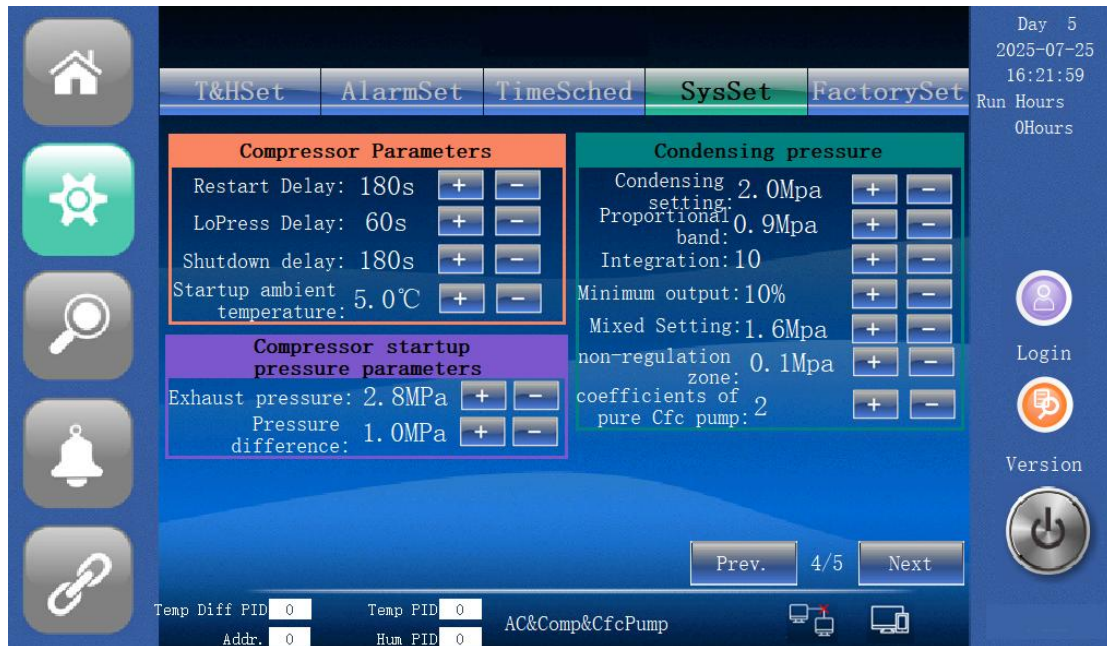 Day 5
2025-07-25
16:21:59
Run Hours
0Hours
T&HSet AlarmSet TimeSched SysSet FactorySet
Compressor Parameters
Restart Delay: 180s + -
LoPress Delay: 60s + -
Shutdown delay: 180s + -
Startup ambient
temperature: 5.0℃ + -
Compressor startup
pressure parameters
Exhaust pressure: 2.8MPa + -
Pressure
difference: 1.0MPa + -
Condensing pressure
Condensing
setting: 2.0Mpa + -
Proportional
band: 0.9Mpa + -
Integration: 10 + -
Minimum output: 10% + -
Mixed Setting: 1.6Mpa + -
non-regulation
zone: 0.1Mpa + -
coefficients of
pure Cfc pump: 2 + -
Login
Version
Prev. 4/5 Next
Temp Diff PID 0 Temp PID 0
AC&Comp&CfcPump
Addr. 0 Hum PID 0